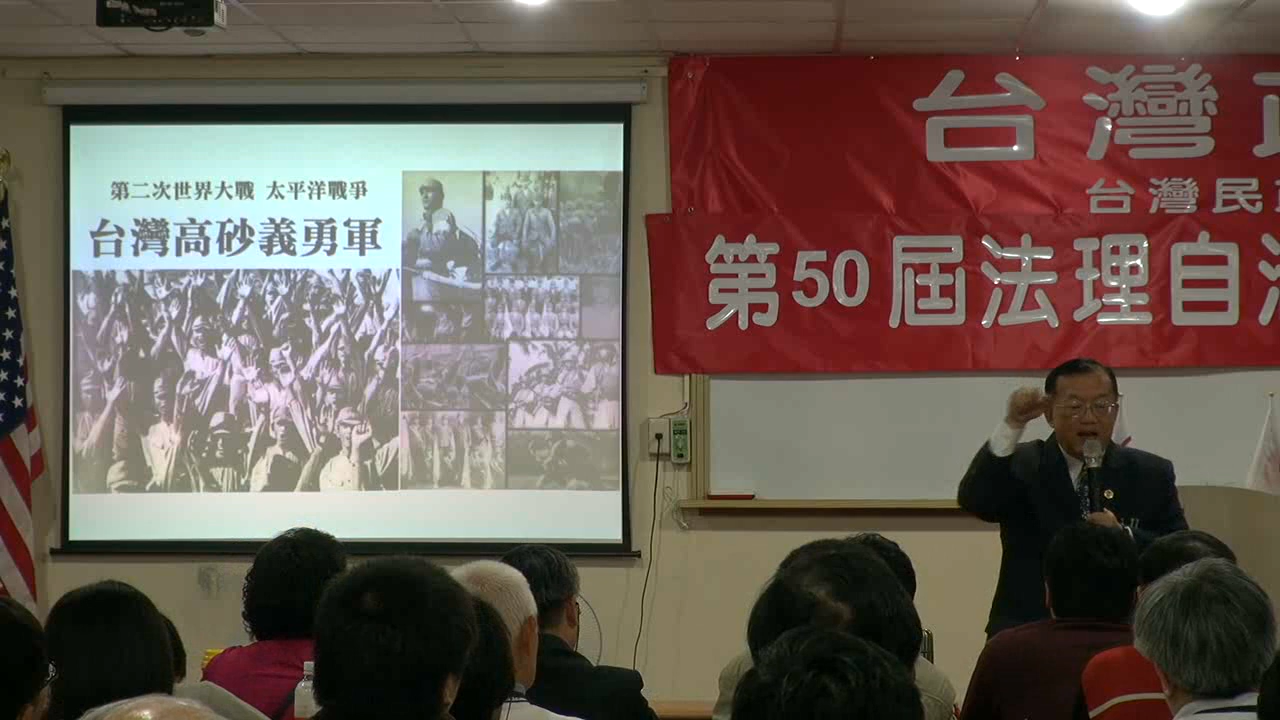 第二次世界大戰 太平洋戰爭
台灣高砂義勇軍
台灣
台灣民
第50屆法理自